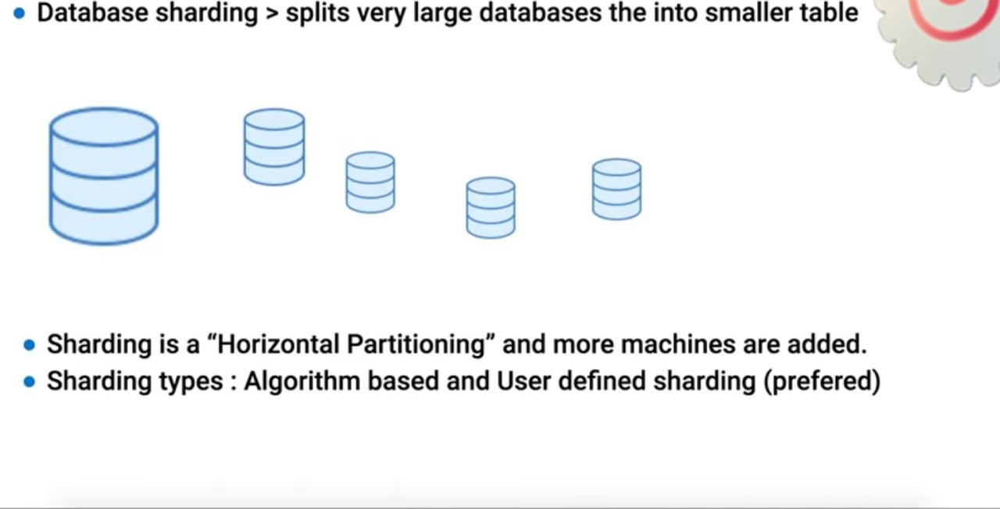 Database sharding > splits very large databases the into smaller table
Sharding is a “Horizontal Partitioning” and more machines are added.
Sharding types : Algorithm based and User defined sharding (prefered)